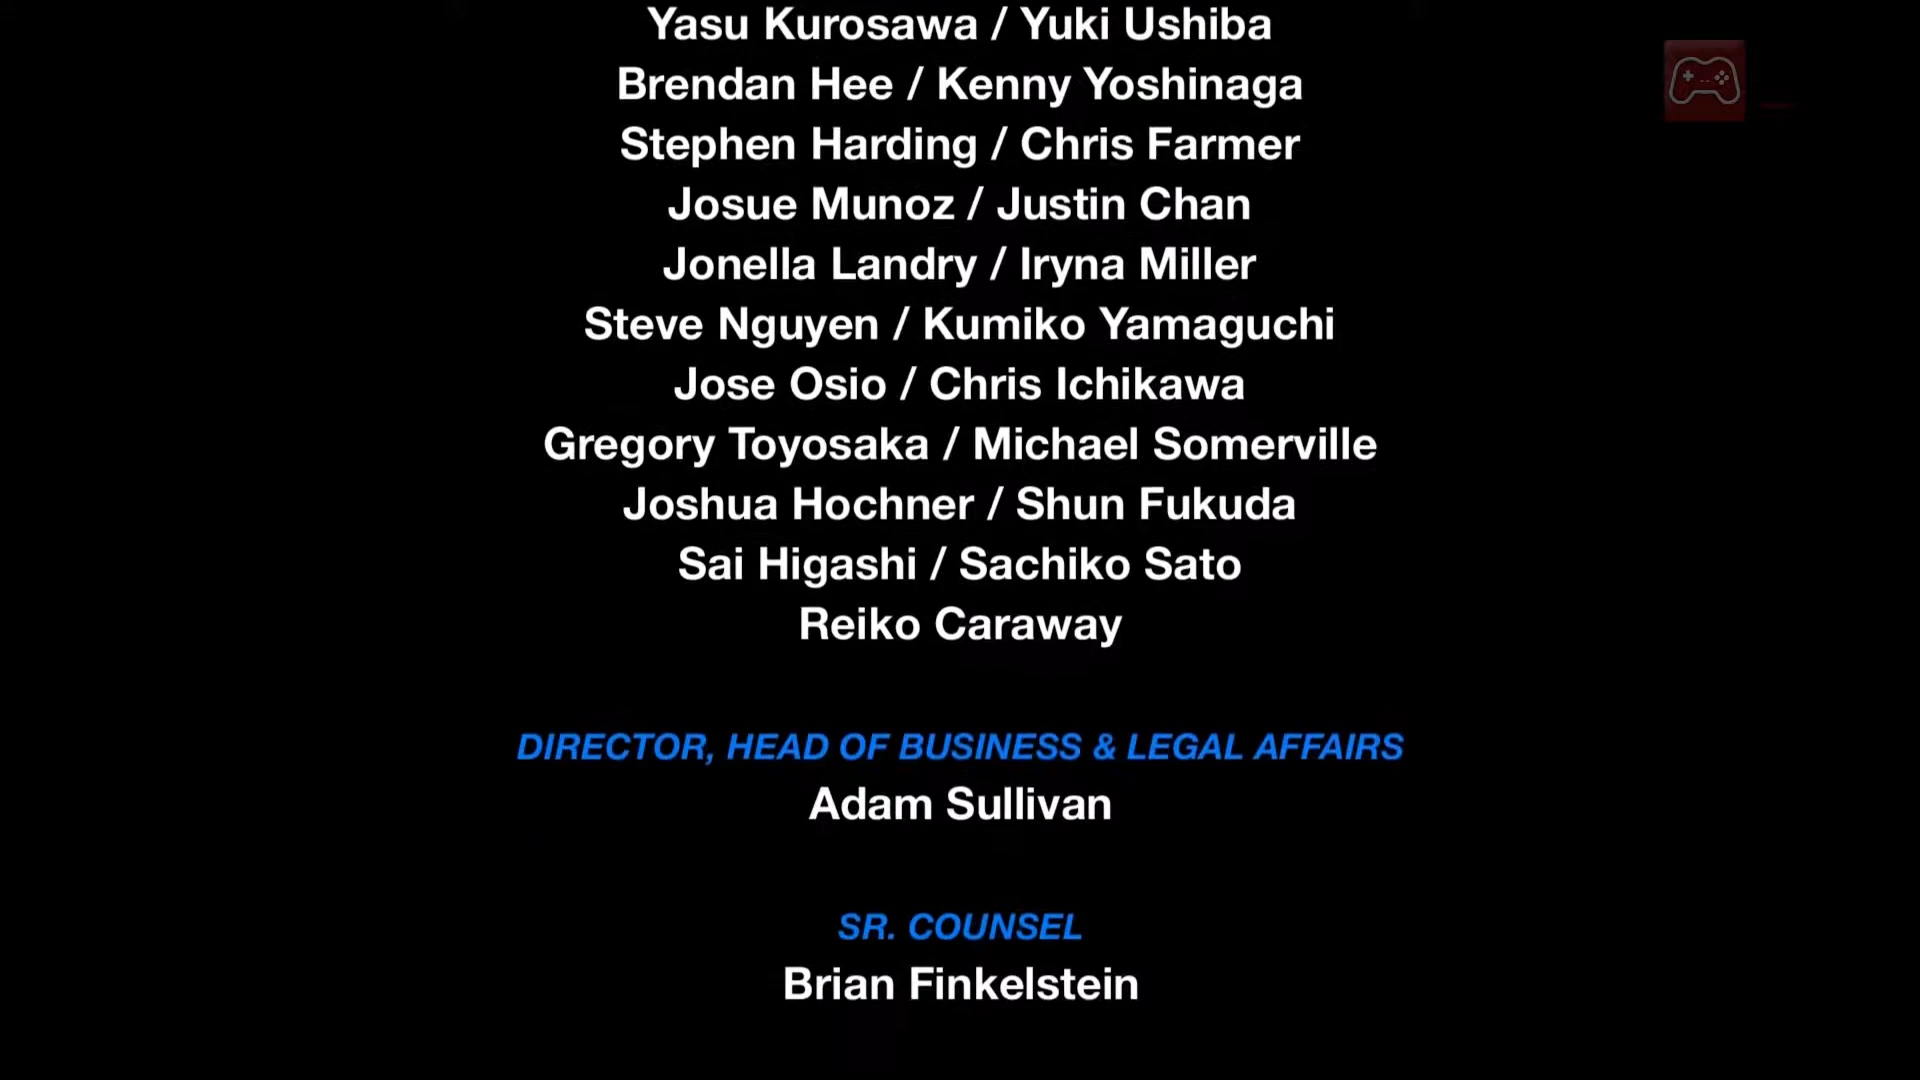 Yasu Kurosawa / Yuki Ushiba
Brendan Hee / Kenny Yoshinaga
Stephen Harding / Chris Farmer
Josue Munoz / Justin Chan
Jonella Landry / Iryna Miller
Steve Nguyen / Kumiko Yamaguchi
Jose Osio / Chris Ichikawa
Gregory Toyosaka / Michael Somerville
Joshua Hochner / Shun Fukuda
Sai Higashi / Sachiko Sato
Reiko Caraway
DIRECTOR, HEAD OF BUSINESS & LEGAL AFFAIRS
Adam Sullivan
SR. COUNSEL
Brian Finkelstein